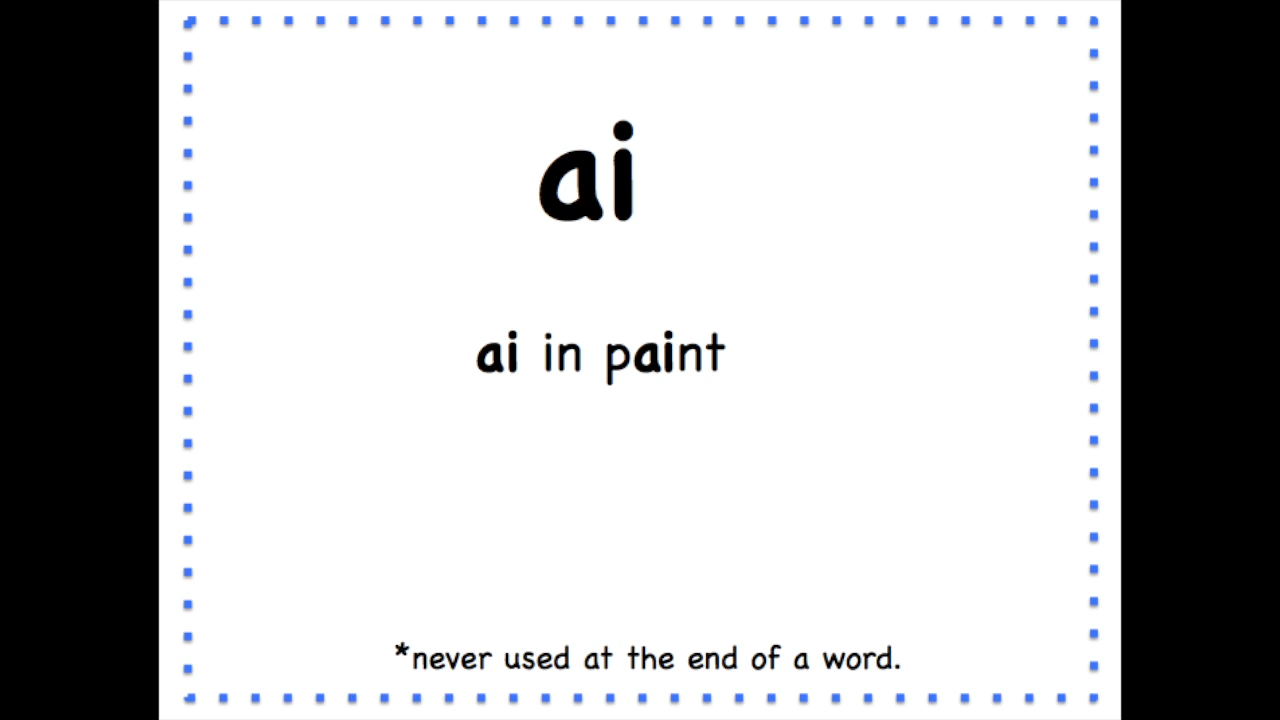 ai
ai in paint
*never used at the end of a word.